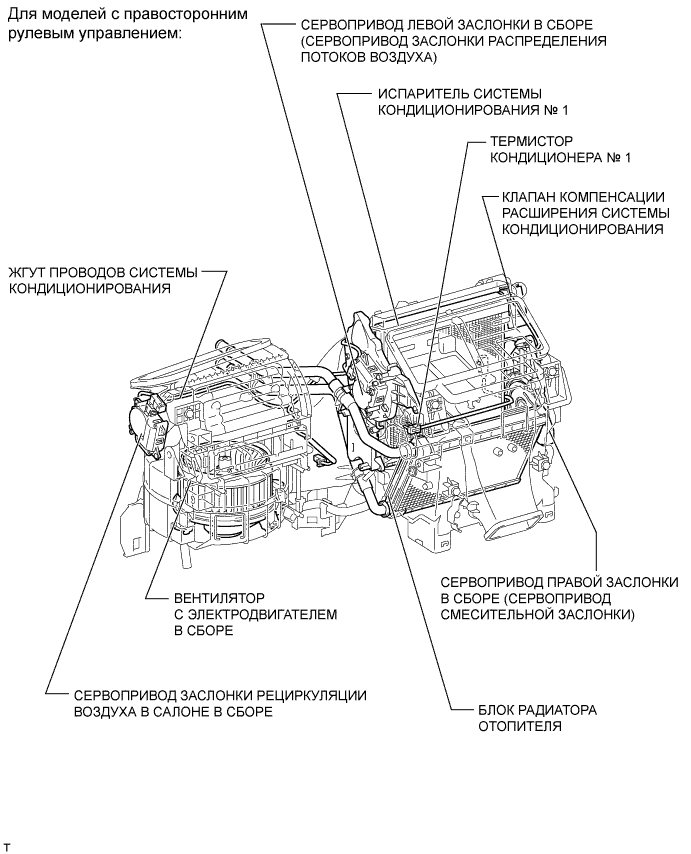 Для моделей с правосторонним
рулевым управлением:
СЕРВОПРИВОД ЛЕВОЙ ЗАСЛОНКИ В СБОРЕ
(СЕРВОПРИВОД ЗАСЛОНКИ РАСПРЕДЕЛЕНИЯ
ПОТОКОВ ВОЗДУХА)
ИСПАРИТЕЛЬ СИСТЕМЫ
КОНДИЦИОНИРОВАНИЯ № 1
ТЕРМИСТОР
КОНДИЦИОНЕРА № 1
КЛАПАН КОМПЕНСАЦИИ
РАСШИРЕНИЯ СИСТЕМЫ
КОНДИЦИОНИРОВАНИЯ
ЖГУТ ПРОВОДОВ СИСТЕМЫ
КОНДИЦИОНИРОВАНИЯ
СЕРВОПРИВОД ПРАВОЙ ЗАСЛОНКИ
В СБОРЕ (СЕРВОПРИВОД
СМЕСИТЕЛЬНОЙ ЗАСЛОНКИ)
ВЕНТИЛЯТОР
С ЭЛЕКТРОДВИГАТЕЛЕМ
В СБОРЕ
СЕРВОПРИВОД ЗАСЛОНКИ РЕЦИРКУЛЯЦИИ
ВОЗДУХА В САЛОНЕ В СБОРЕ
БЛОК РАДИАТОРА
ОТОПИТЕЛЯ
T